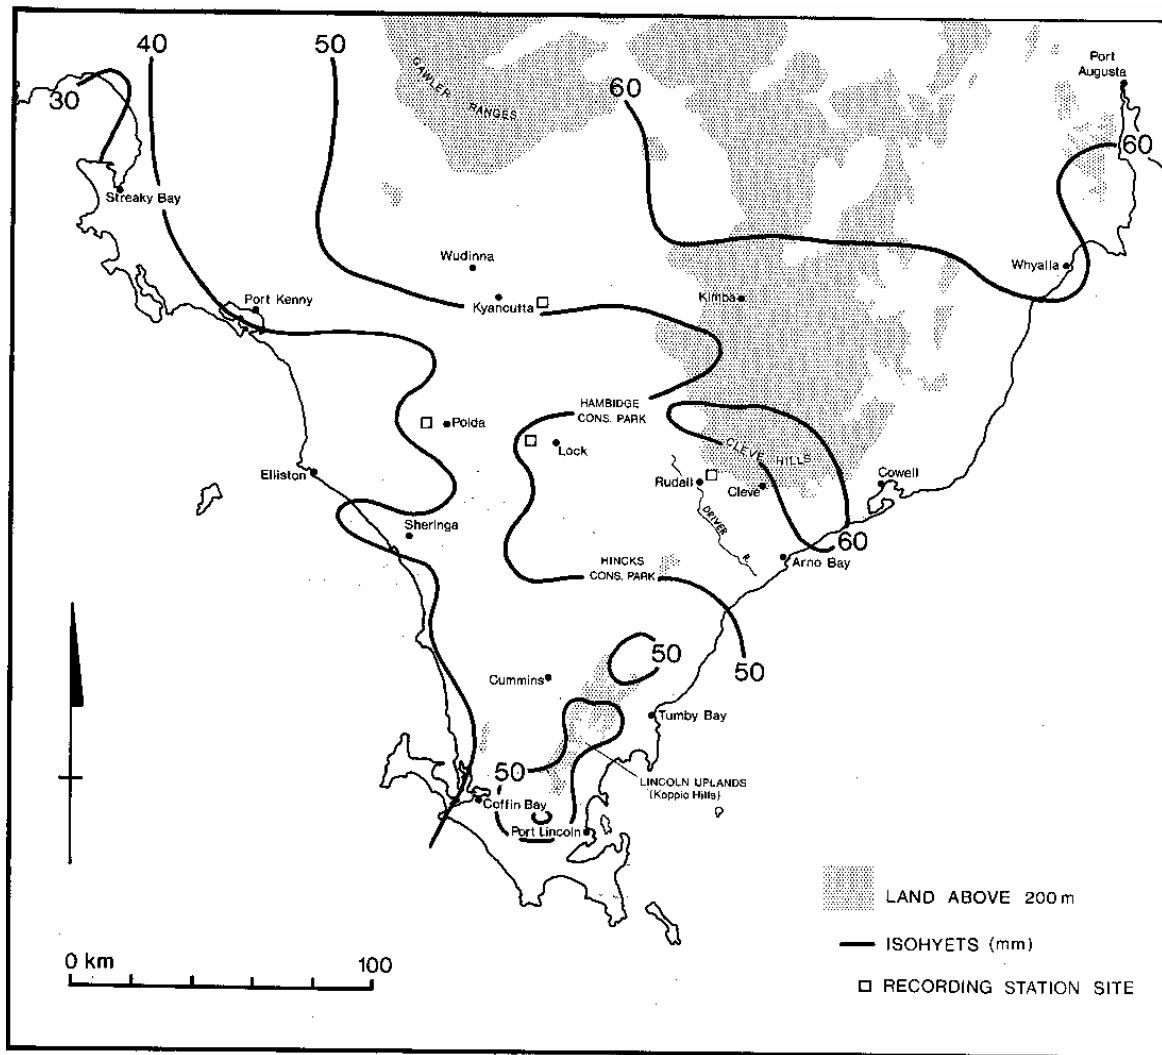 40
50
60
30
60
GAWLER RANGES
Port
Augusta
Streaky Bay
Wudinna
Whyalla
Port Kenny
Kyancutta
Kimba
HAMBIDGE
CONS. PARK
Polda
Lock
CLEVE HILLS
Elliston
Rudall
Cleve
Cowell
Sheringa
DRIVER R.
60
HINCKS
CONS. PARK
Arno Bay
50
50
Cummins
Tumby Bay
50
LINCOLN UPLANDS
(Koppio Hills)
Coffin Bay
Port Lincoln
LAND ABOVE 200m
ISOHYETS (mm)
RECORDING STATION SITE
0 km
100